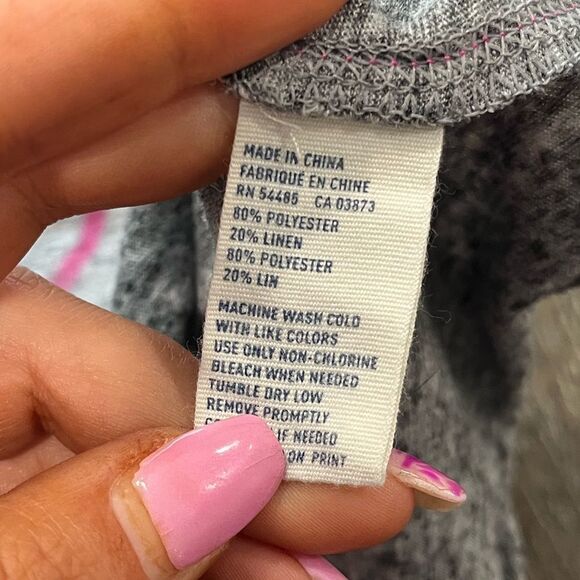 MADE IN CHINA
FABRIQUÉ EN CHINE
RN 54485 CA 03873
80% POLYESTER
20% LINEN
80% POLYESTER
20% LIN
MACHINE WASH COLD
WITH LIKE COLORS
USE ONLY NON-CHLORINE
BLEACH WHEN NEEDED
TUMBLE DRY LOW
REMOVE PROMPTLY
IF NEEDED
ON PRINT